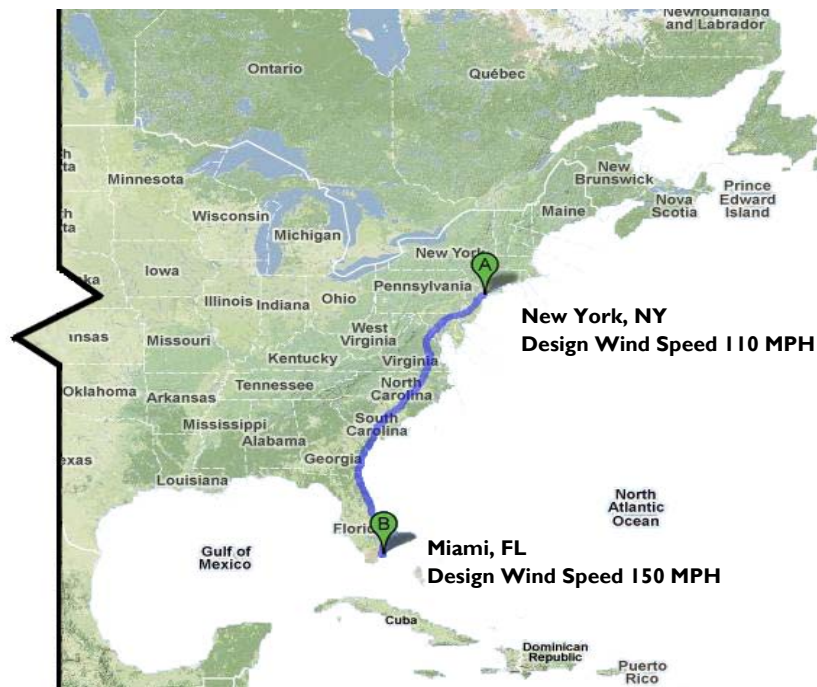 Newfoundland
and Labrador
Ontario
Québec
Minnesota
New
Brunswick
Prince
Edward
Island
Nova
Scotia
Maine
Wisconsin
Michigan
New York
A
Iowa
Pennsylvania
Illinois
Indiana
Ohio
New York, NY
Design Wind Speed 110 MPH
West
Virginia
Missouri
Virginia
Kentucky
Oklahoma
Tennessee
North
Carolina
Arkansas
Mississippi
South
Carolina
Alabama
Georgia
Louisiana
North
Atlantic
Ocean
B
Gulf of
Mexico
Miami, FL
Design Wind Speed 150 MPH
Cuba
Dominican
Republic
Puerto
Rico